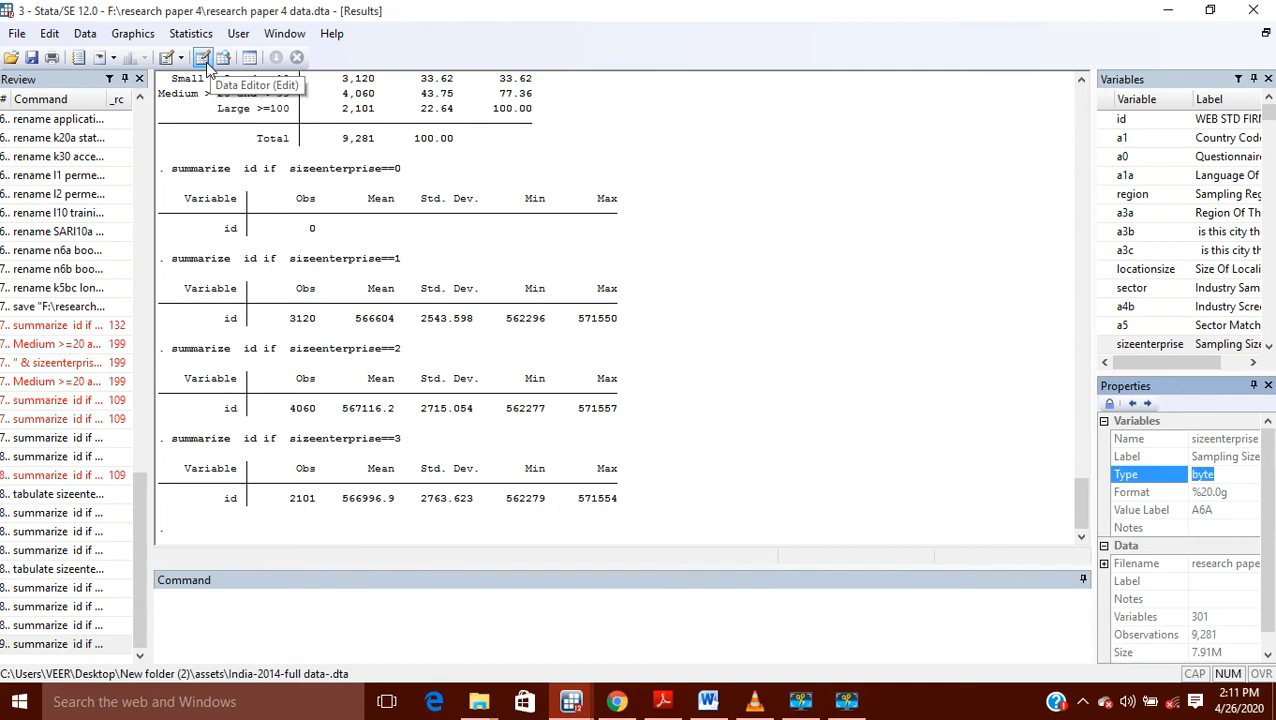 3 - Stata/SE 12.0 - F:\research paper 4\research paper 4 data.dta - [Results]
File Edit Data Graphics Statistics User Window Help
Data Editor (Edit)
Review
# Command _rc
6.. rename applicati...
6.. rename k20a stat...
6.. rename k30 acce...
6.. rename l1 perme...
6.. rename l2 perme...
6.. rename l10 traini...
6.. rename SARI10a
7.. rename n6a boo...
7.. rename n6b boo...
7.. rename k5bc lon...
7.. save "F:\research...
7.. summarize id if ... 132
7.. Medium >=20 a... 199
7.. " & sizeenterpris... 199
7.. Medium >=20 a... 199
8.. summarize id if ... 109
8.. summarize id if ... 109
8.. summarize id if ...
8.. summarize id if ...
8.. summarize id if ... 109
8.. tabulate sizeente...
8.. summarize id if ...
8.. summarize id if ...
8.. summarize id if ...
8.. tabulate sizeente...
8.. summarize id if ...
8.. summarize id if ...
8.. summarize id if ...
9.. summarize id if ...
Small 3,120 33.62 33.62
Medium > 4,060 43.75 77.36
Large >=100 2,101 22.64 100.00
Total 9,281 100.00
. summarize id if sizeenterprise==0
Variable Obs Mean Std. Dev. Min Max
id 0
. summarize id if sizeenterprise==1
Variable Obs Mean Std. Dev. Min Max
id 3120 566604 2543.598 562296 571550
. summarize id if sizeenterprise==2
Variable Obs Mean Std. Dev. Min Max
id 4060 567116.2 2715.054 562277 571557
. summarize id if sizeenterprise==3
Variable Obs Mean Std. Dev. Min Max
id 2101 566996.9 2763.623 562279 571554
.
Command
Variables
Variable Label
id WEB STD FIRM
a1 Country Code
a0 Questionnaire
a1a Language Of
region Sampling Reg
a3a Region Of Th
a3b is this city th
a3c is this city th
locationsize Size Of Locali
sector Industry Sam
a4b Industry Scree
a5 Sector Match
sizeenterprise Sampling Size
Properties
Variables
Name sizeenterprise
Label Sampling Size
Type byte
Format %20.0g
Value Label A6A
Notes
Data
Filename research pape
Label
Notes
Variables 301
Observations 9,281
Size 7.91M
C:\Users\VEER\Desktop\New folder (2)\assets\India-2014-full data-.dta
CAP NUM OVR
Search the web and Windows
2:11 PM
4/26/2020